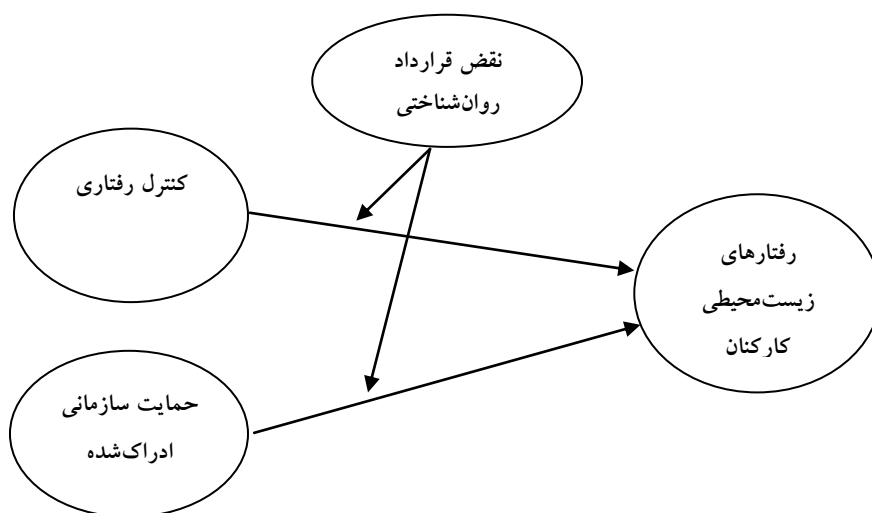 نقض قرارداد
روان‌شناختی
کنترل رفتاری
رفتارهای
زیست‌محیطی
کارکنان
حمایت سازمانی
ادراک‌شده